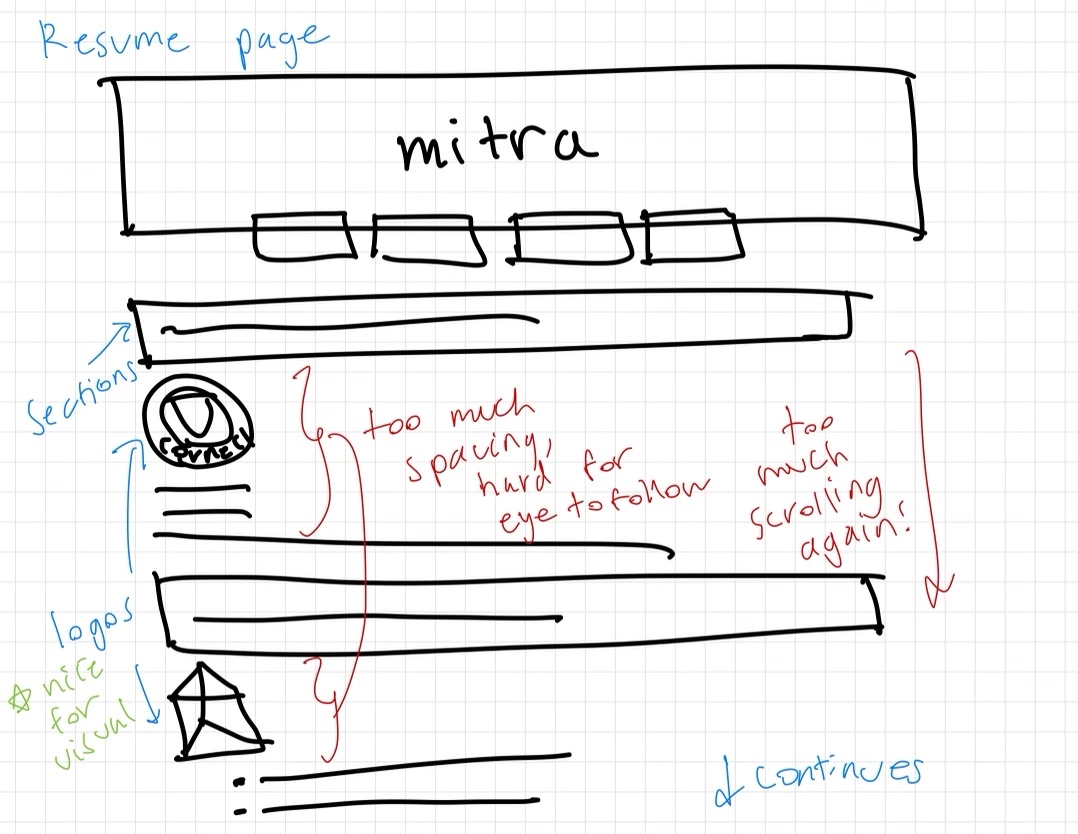 Resume page
mitra
Sections
too much
spacing,
hard for
eye to follow
too
much
scrolling
again!
logos
nice
for
visual
continues